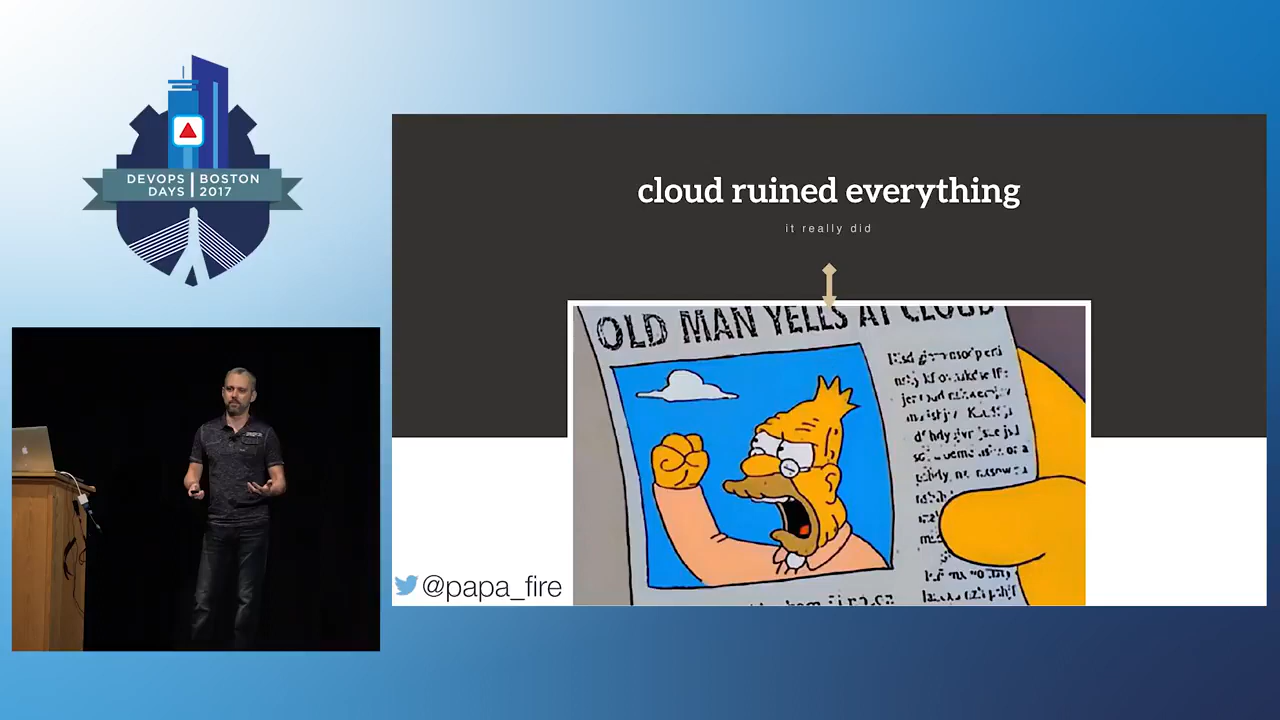 DEVOPS BOSTON
DAYS 2017
cloud ruined everything
it really did
OLD MAN YELLS AT CLOUD
@papa_fire